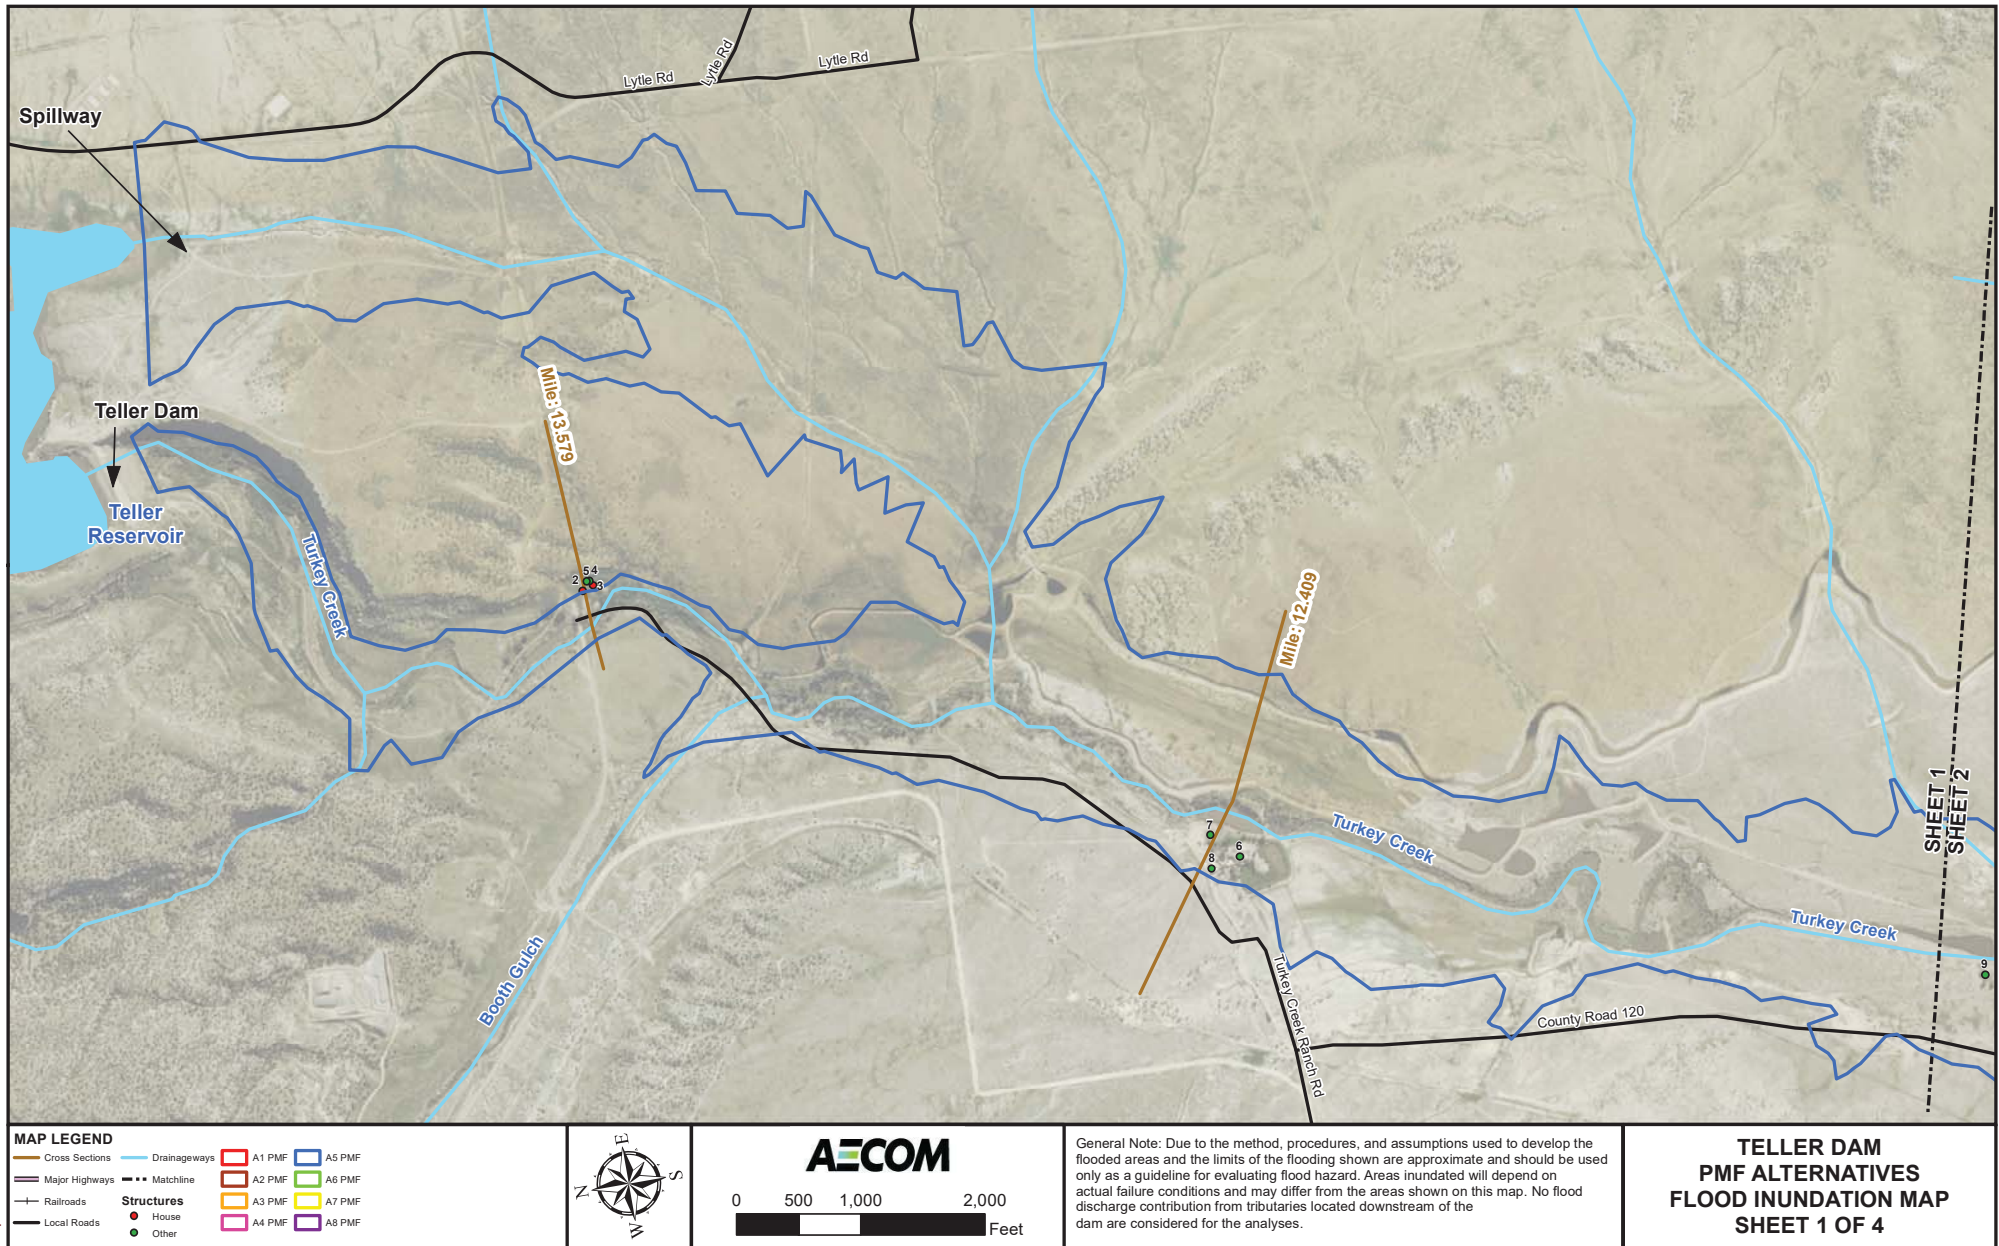 Lytle Rd
Lytle Rd
Lytle Rd
Spillway
Teller Dam
Teller
Reservoir
Turkey Creek
Mile: 13.579
5 4
2
3
Mile: 12.409
SHEET 1
SHEET 2
7
6
8
Turkey Creek
Turkey Creek
9
Booth Gulch
Turkey Creek Ranch Rd
County Road 120
MAP LEGEND
Cross Sections
Drainageways
A1 PMF
A5 PMF
Major Highways
Matchline
A2 PMF
A6 PMF
Railroads
Structures
A3 PMF
A7 PMF
Local Roads
House
A4 PMF
A8 PMF
Other
E
S
N
W
AECOM
0 500 1,000 2,000
Feet
General Note: Due to the method, procedures, and assumptions used to develop the
flooded areas and the limits of the flooding shown are approximate and should be used
only as a guideline for evaluating flood hazard. Areas inundated will depend on
actual failure conditions and may differ from the areas shown on this map. No flood
discharge contribution from tributaries located downstream of the
dam are considered for the analyses.
TELLER DAM
PMF ALTERNATIVES
FLOOD INUNDATION MAP
SHEET 1 OF 4